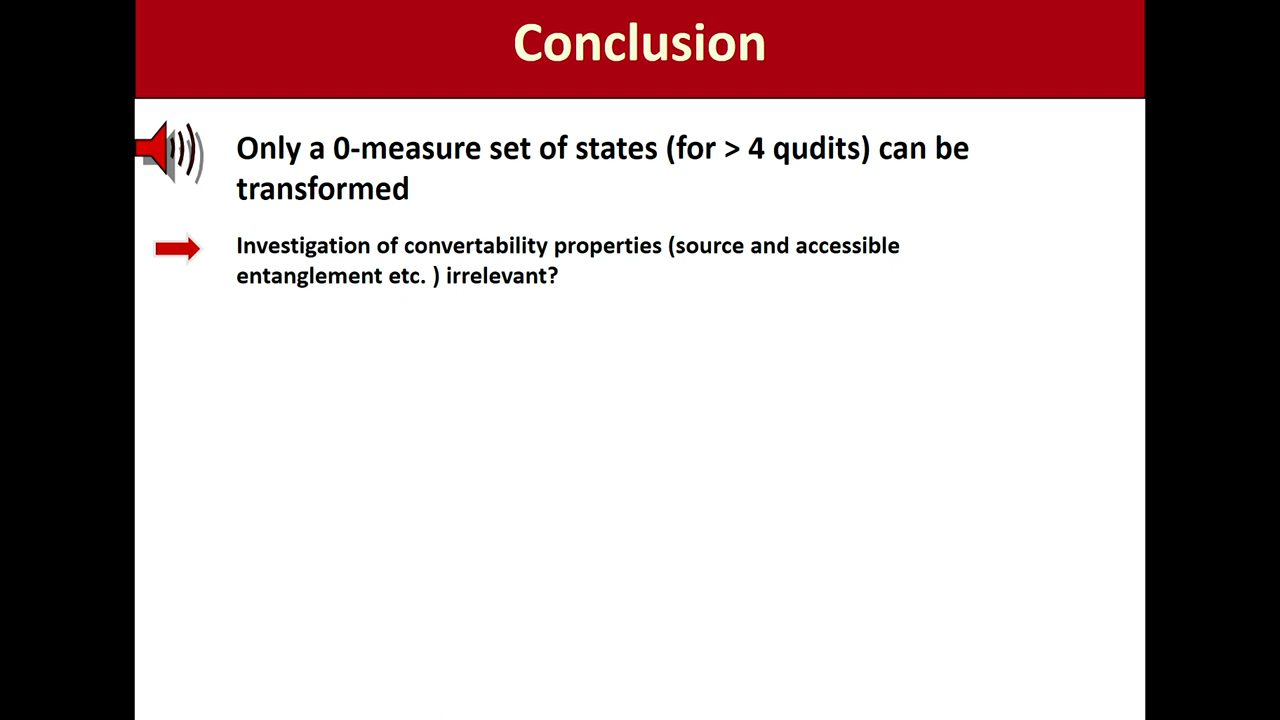 Conclusion
Only a 0-measure set of states (for > 4 qudits) can be
transformed
Investigation of convertability properties (source and accessible
entanglement etc. ) irrelevant?